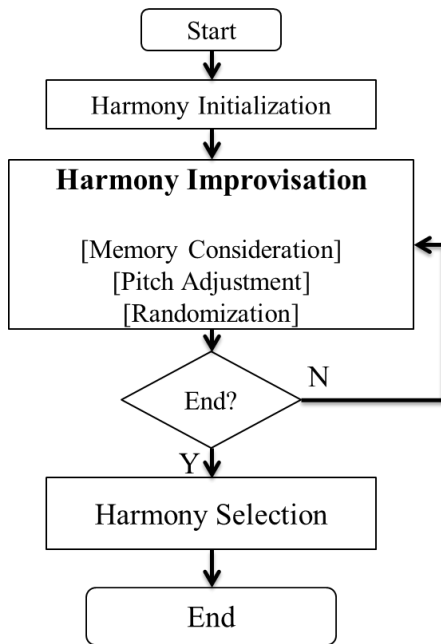 Start
Harmony Initialization
Harmony Improvisation
[Memory Consideration]
[Pitch Adjustment]
[Randomization]
End?
N
Y
Harmony Selection
End